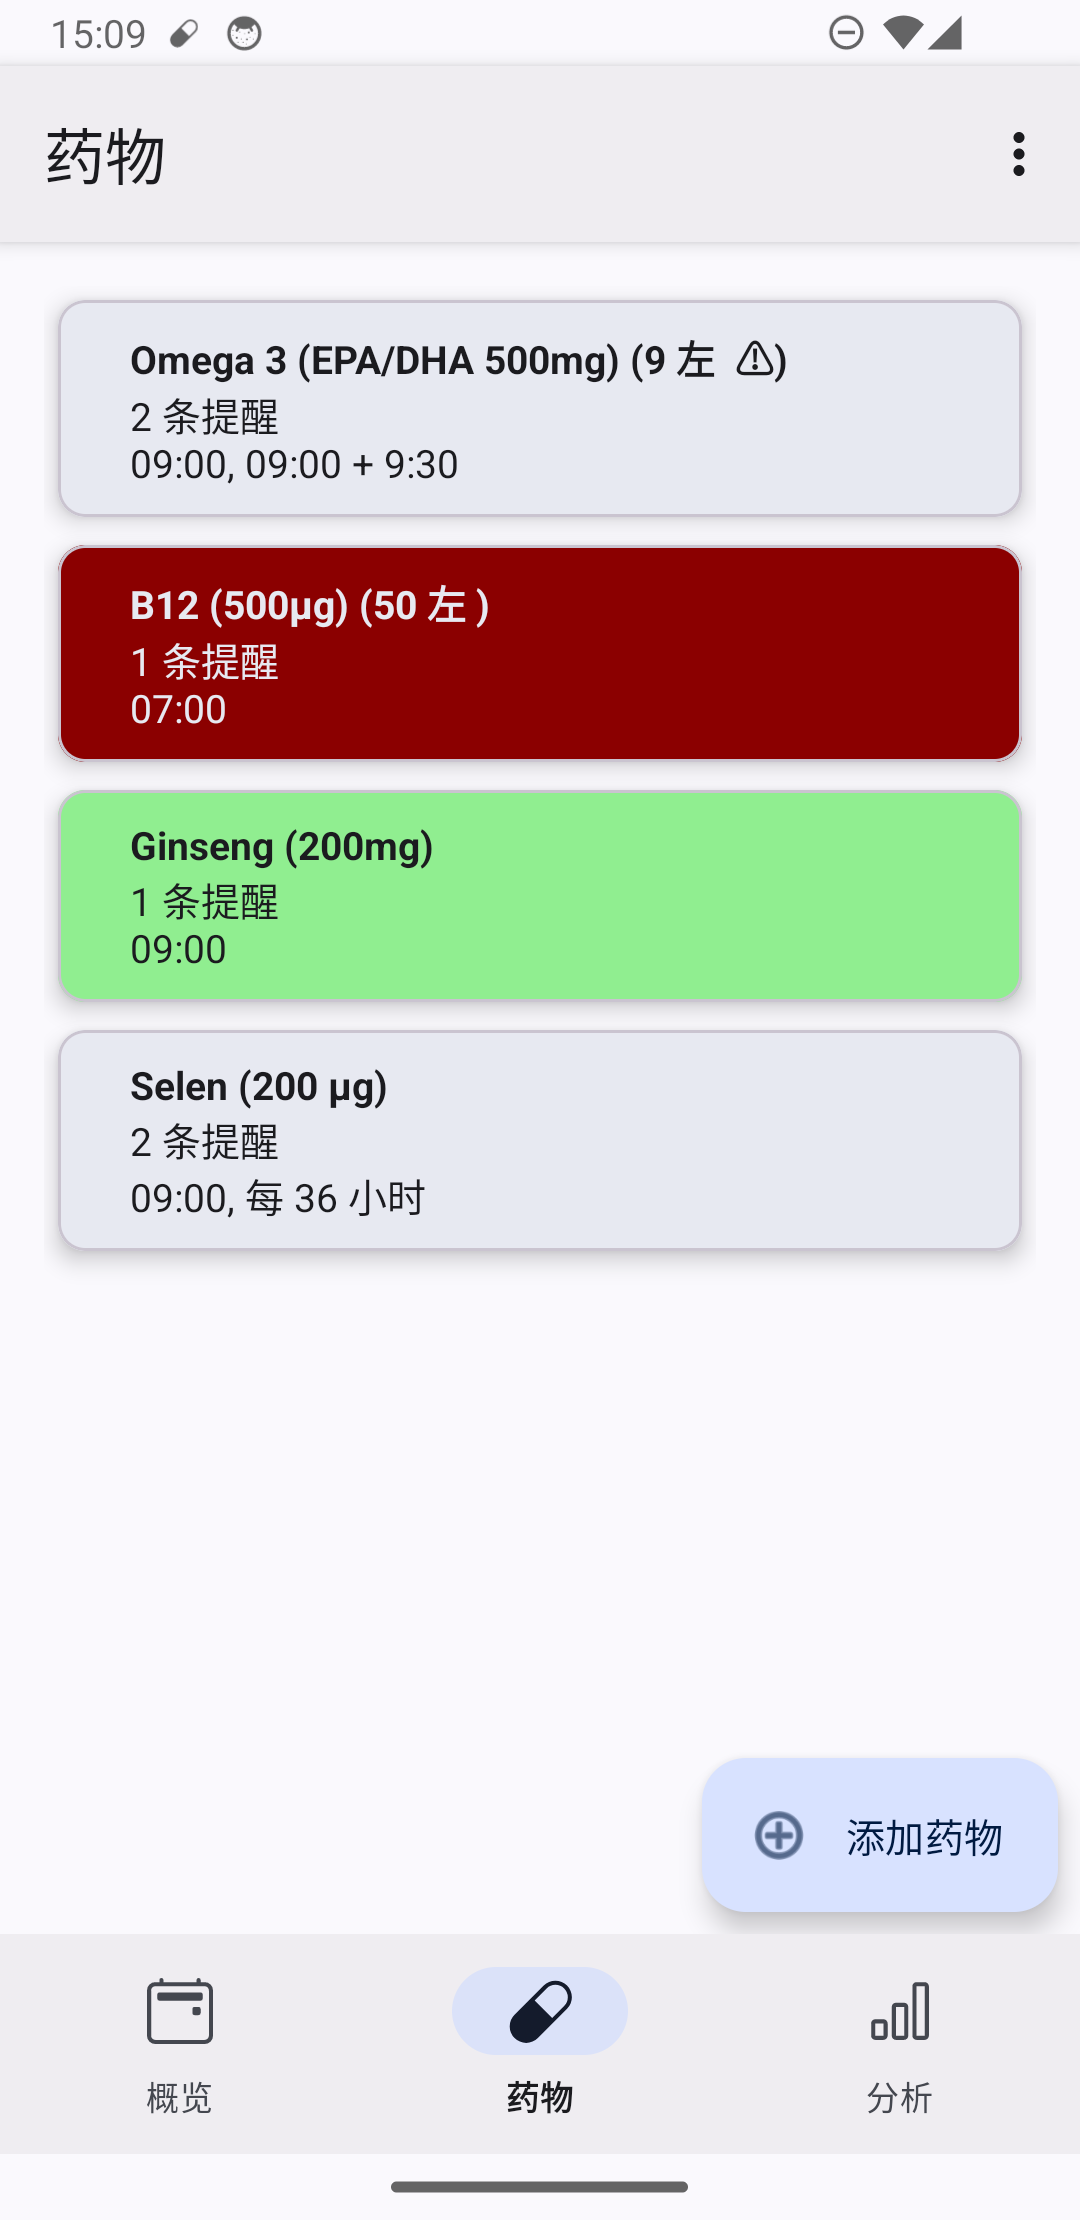 15:09
药物
Omega 3 (EPA/DHA 500mg) (9 左 ⚠)
2 条提醒
09:00, 09:00 + 9:30
B12 (500µg) (50 左 )
1 条提醒
07:00
Ginseng (200mg)
1 条提醒
09:00
Selen (200 µg)
2 条提醒
09:00, 每 36 小时
添加药物
概览
药物
分析